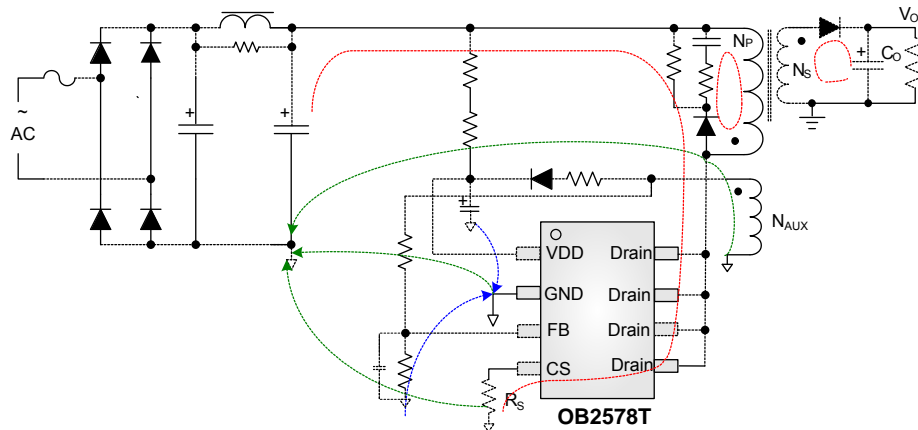 VO
NP
CO
NS
~
AC
+
+
+
+
NAUX
VDD
Drain
GND
Drain
FB
Drain
CS
Drain
RS
OB2578T